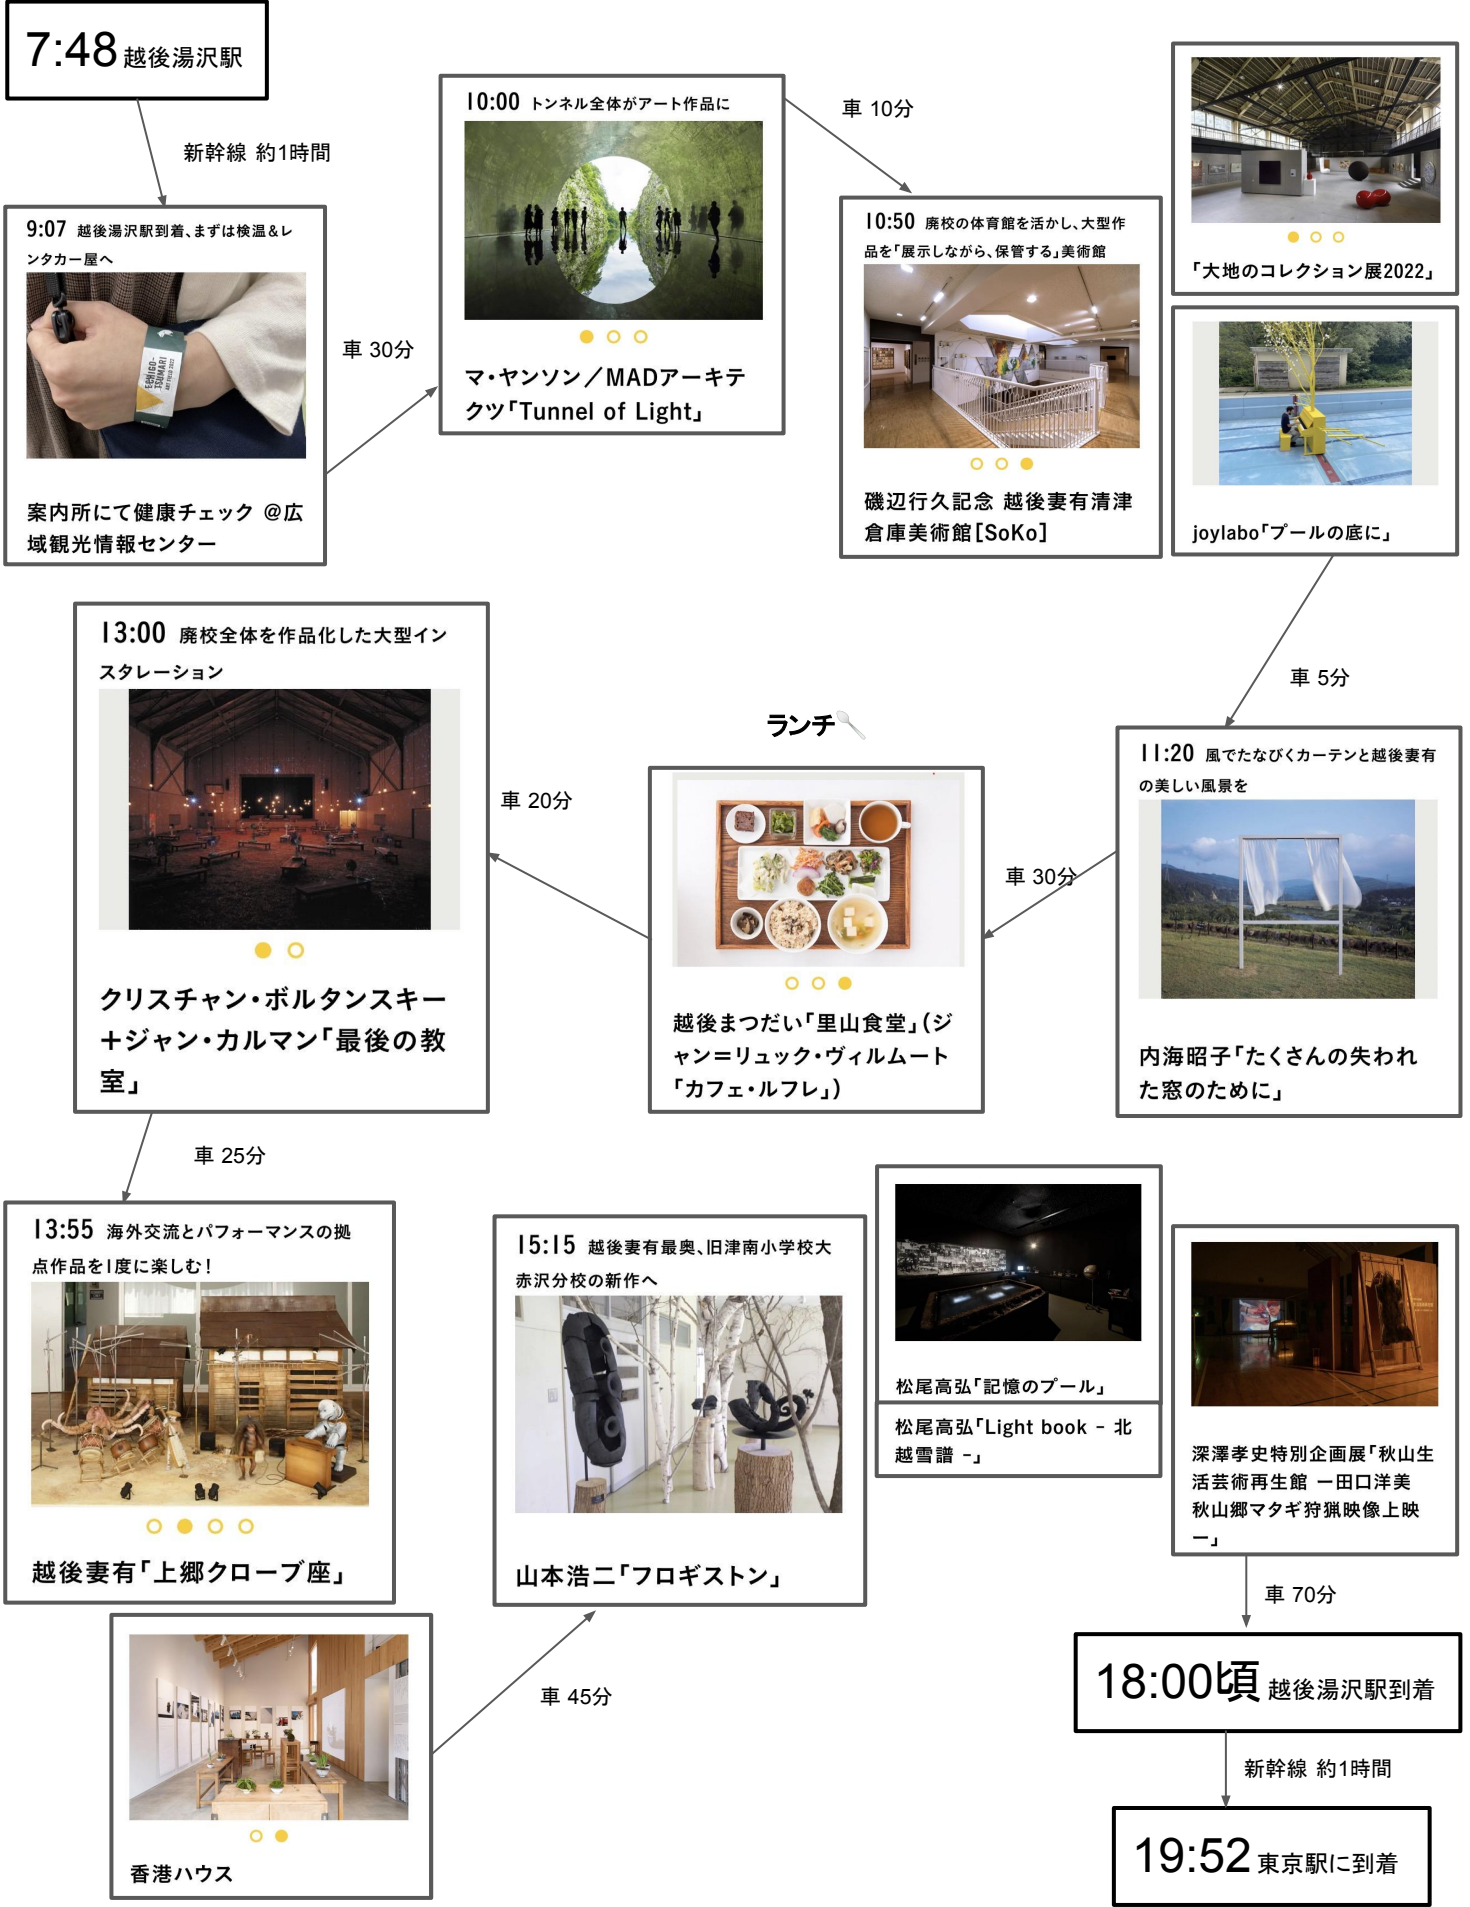 7:48 越後湯沢駅
新幹線 約1時間
9:07 越後湯沢駅到着、まずは検温&レ
ンタカー屋へ
ECHIGO-
TSUMARI
ART FIELD 2022
案内所にて健康チェック @広
域観光情報センター
車 30分
10:00 トンネル全体がアート作品に
マ・ヤンソン／MADアーキテ
クツ「Tunnel of Light」
車 10分
10:50 廃校の体育館を活かし、大型作
品を「展示しながら、保管する」美術館
磯辺行久記念 越後妻有清津
倉庫美術館[SoKo]
「大地のコレクション展2022」
joylabo「プールの底に」
車 5分
11:20 風でたなびくカーテンと越後妻有
の美しい風景を
内海昭子「たくさんの失われ
た窓のために」
車 30分
ランチ🥄
越後まつだい「里山食堂」（ジ
ャン＝リュック・ヴィルムート
「カフェ・ルフレ」）
車 20分
13:00 廃校全体を作品化した大型イン
スタレーション
クリスチャン・ボルタンスキー
＋ジャン・カルマン「最後の教
室」
車 25分
13:55 海外交流とパフォーマンスの拠
点作品を1度に楽しむ！
越後妻有「上郷クローブ座」
香港ハウス
車 45分
15:15 越後妻有最奥、旧津南小学校大
赤沢分校の新作へ
山本浩二「フロギストン」
松尾高弘「記憶のプール」
松尾高弘「Light book － 北
越雪譜 －」
深澤孝史特別企画展「秋山生
活芸術再生館 ー田口洋美
秋山郷マタギ狩猟映像上映
ー」
車 70分
18:00頃 越後湯沢駅到着
新幹線 約1時間
19:52 東京駅に到着